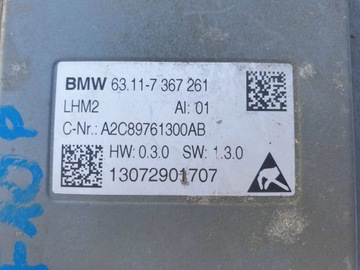 BMW 63.11-7 367 261
LHM2 AI: 01
C-Nr.: A2C89761300AB
HW: 0.3.0 SW: 1.3.0
13072901707